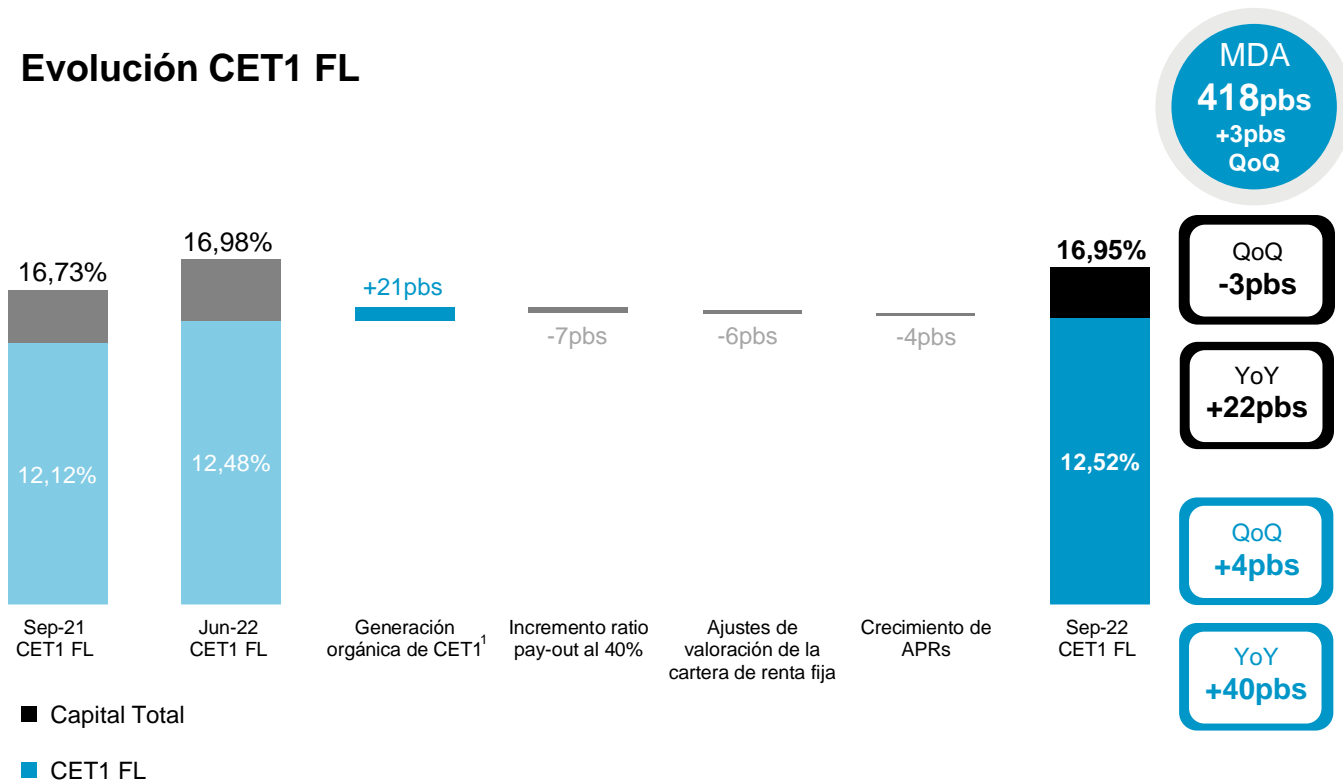 Evolución CET1 FL
MDA
418pbs
+3pbs
QoQ
16,73%
16,98%
+21pbs
-7pbs
-6pbs
-4pbs
16,95%
12,12%
12,48%
12,52%
QoQ
-3pbs
YoY
+22pbs
QoQ
+4pbs
YoY
+40pbs
Sep-21
CET1 FL
Jun-22
CET1 FL
Generación
orgánica de CET1¹
Incremento ratio
pay-out al 40%
Ajustes de
valoración de la
cartera de renta fija
Crecimiento de
APRs
Sep-22
CET1 FL
Capital Total
CET1 FL